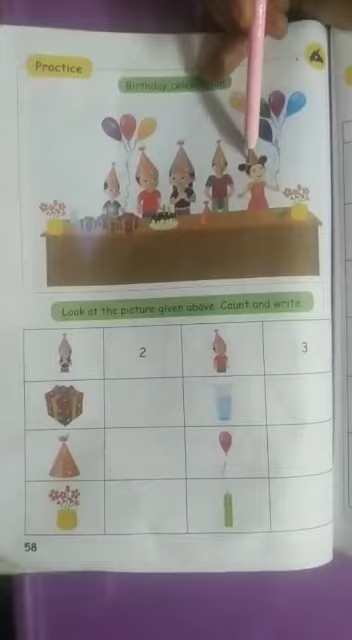 Practice
Birthday celebration
Look at the picture given above. Count and write.
2 3
58